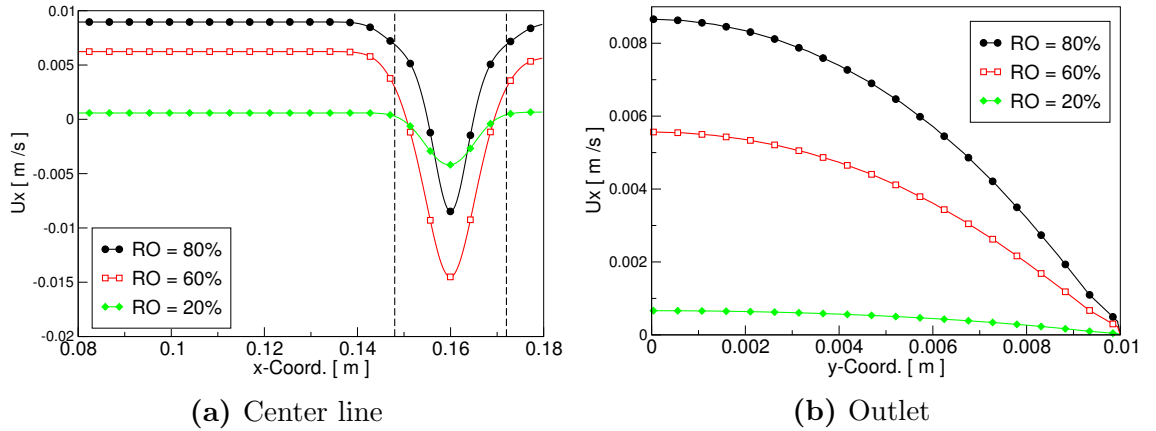 0.01
0.005
0
-0.005
-0.01
-0.015
-0.02
Ux [ m /s]
RO = 80%
RO = 60%
RO = 20%
0.08 0.1 0.12 0.14 0.16 0.18
x-Coord. [ m ]
(a) Center line
0.008
0.006
0.004
0.002
0
Ux [ m /s]
RO = 80%
RO = 60%
RO = 20%
0 0.002 0.004 0.006 0.008 0.01
y-Coord. [ m ]
(b) Outlet